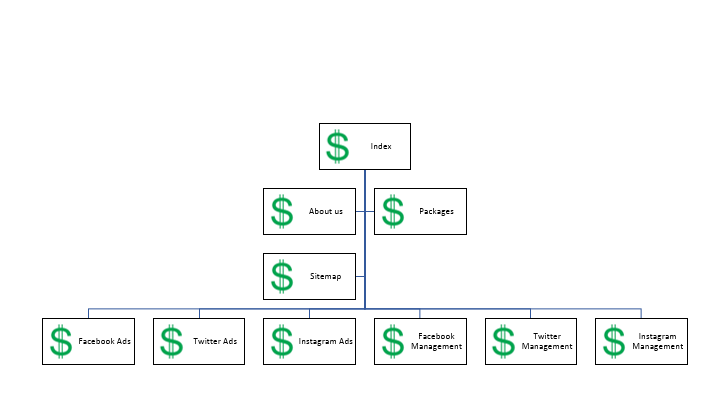 Index
About us
Packages
Sitemap
Facebook Ads
Twitter Ads
Instagram Ads
Facebook
Management
Twitter
Management
Instagram
Management